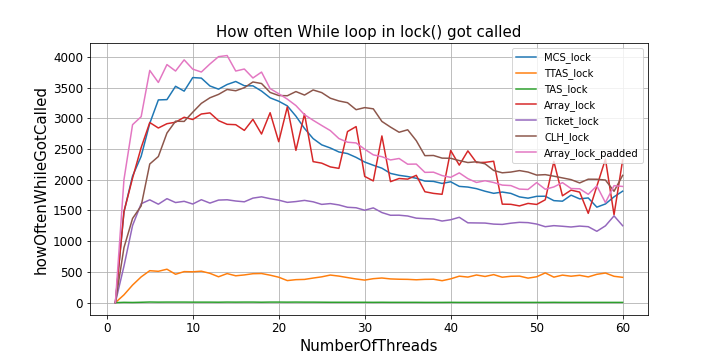 How often While loop in lock() got called
howOftenWhileGotCalled
4000
3500
3000
2500
2000
1500
1000
500
0
0
10
20
30
40
50
60
NumberOfThreads
MCS_lock
TTAS_lock
TAS_lock
Array_lock
Ticket_lock
CLH_lock
Array_lock_padded